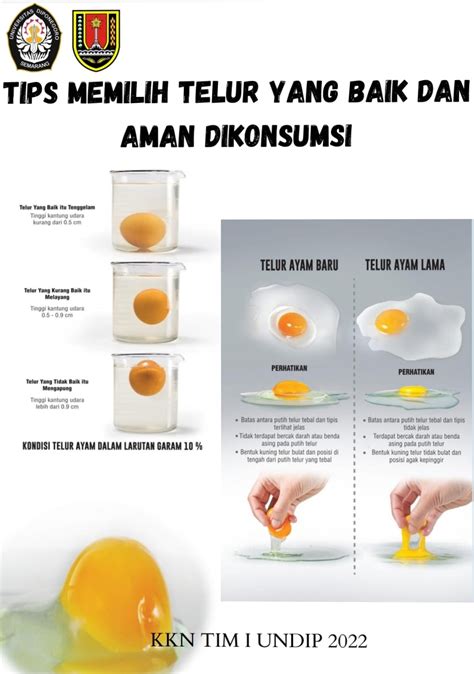 UNIVERSITAS DIPONEGORO
SEMARANG
TIPS MEMILIH TELUR YANG BAIK DAN
AMAN DIKONSUMSI
Telur Yang Baik itu Tenggelam
Tinggi kantung udara
kurang dari 0.5 cm
Telur Yang Kurang Baik itu
Melayang
Tinggi kantung udara
0.5 - 0,9 cm
Telur Yang Tidak Baik itu
Mengapung
Tinggi kantung udara
lebih dari 0.9 cm
KONDISI TELUR AYAM DALAM LARUTAN GARAM 10 %
TELUR AYAM BARU
PERHATIKAN
• Batas antara putih telur tebal dan tipis
terlihat jelas
• Tidak terdapat bercak darah atau benda
asing pada putih telur
• Bentuk kuning telur bulat dan posisi di
tengah dari putih telur yang tebal
TELUR AYAM LAMA
PERHATIKAN
• Batas antara putih telur tebal dan tipis
tidak jelas
• Terdapat bercak darah atau benda
asing pada putih telur
• Bentuk kuning telur tidak bulat dan
posisi agak kepinggir
KKN TIM I UNDIP 2022